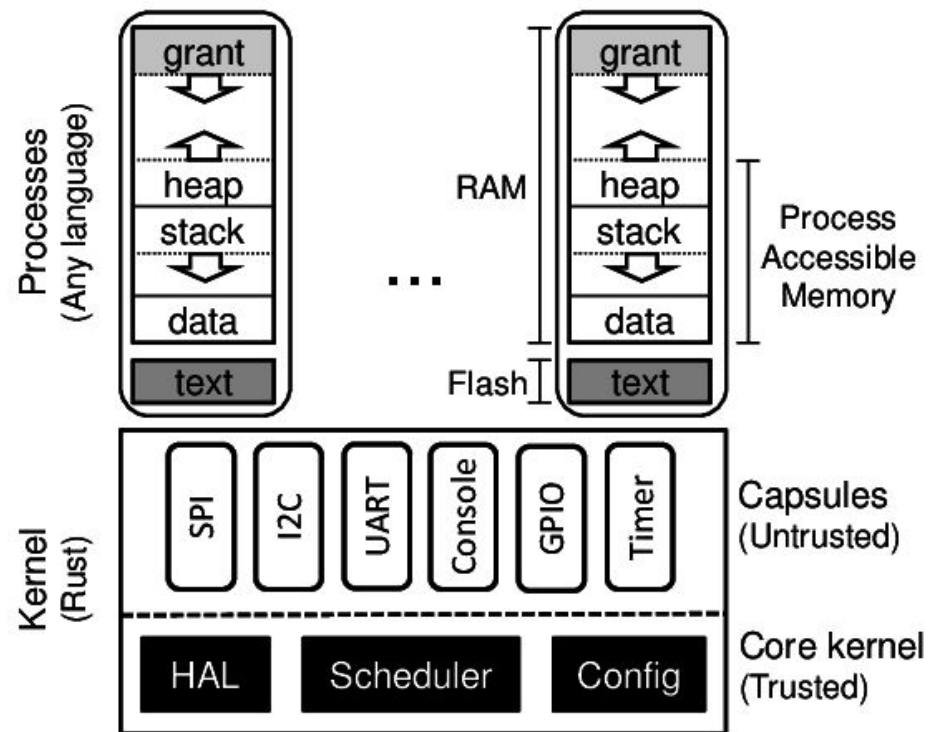 grant
heap
stack
data
text
Processes
(Any language)
...
RAM
Flash
grant
heap
stack
data
text
Process
Accessible
Memory
Kernel
(Rust)
SPI
I2C
UART
Console
GPIO
Timer
Capsules
(Untrusted)
HAL
Scheduler
Config
Core kernel
(Trusted)